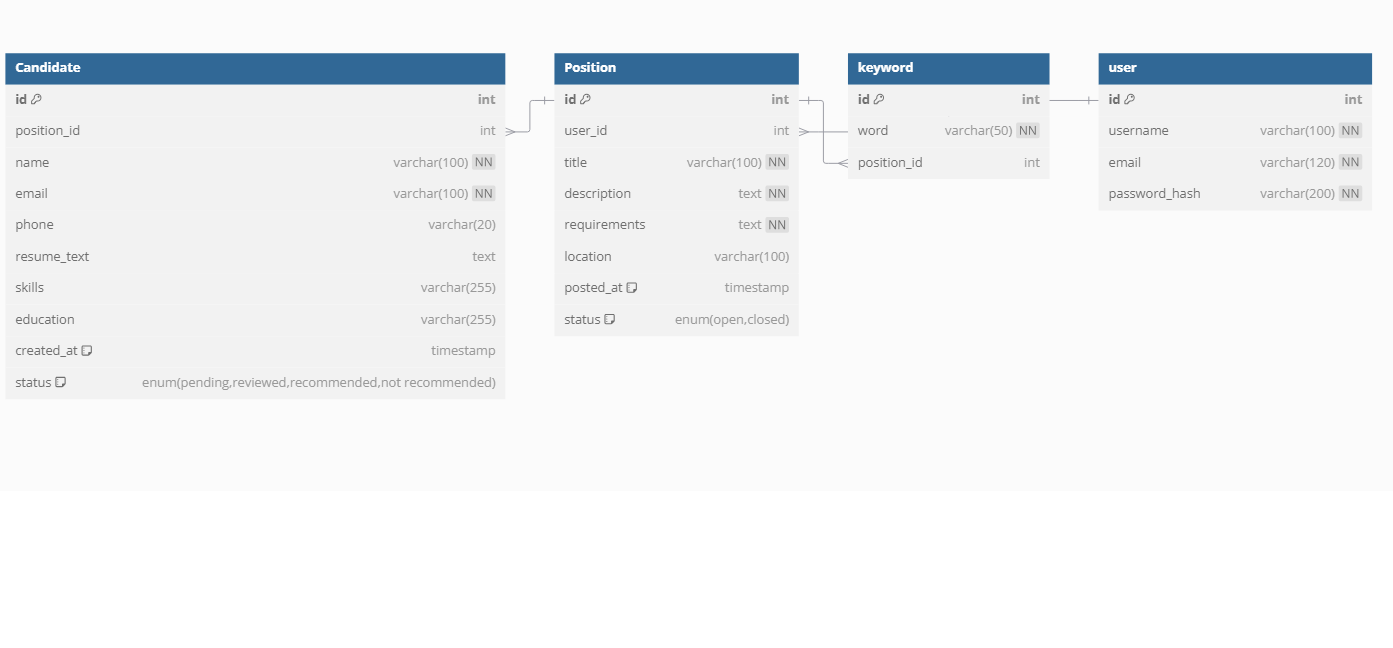 Candidate
id int
position_id int
name varchar(100) NN
email varchar(100) NN
phone varchar(20)
resume_text text
skills varchar(255)
education varchar(255)
created_at timestamp
status enum(pending,reviewed,recommended,not recommended)
Position
id int
user_id int
title varchar(100) NN
description text NN
requirements text NN
location varchar(100)
posted_at timestamp
status enum(open,closed)
keyword
id int
word varchar(50) NN
position_id int
user
id int
username varchar(100) NN
email varchar(120) NN
password_hash varchar(200) NN